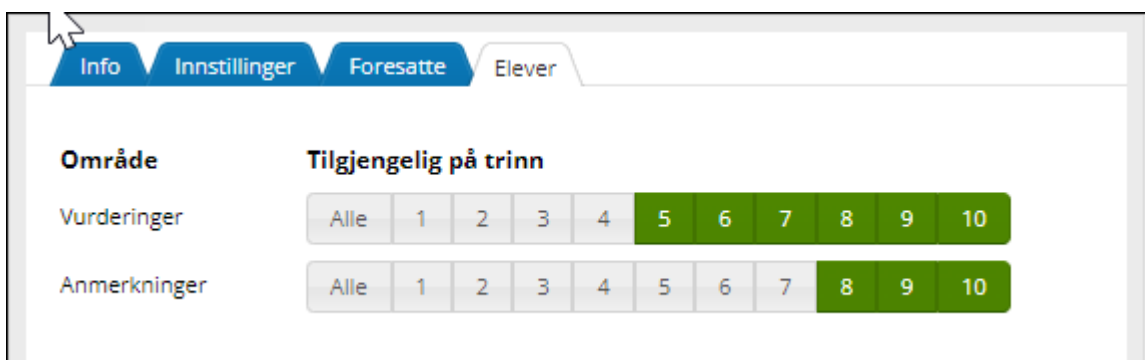 Info Innstillinger Foresatte Elever
Område Tilgjengelig på trinn
Vurderinger Alle 1 2 3 4 5 6 7 8 9 10
Anmerkninger Alle 1 2 3 4 5 6 7 8 9 10